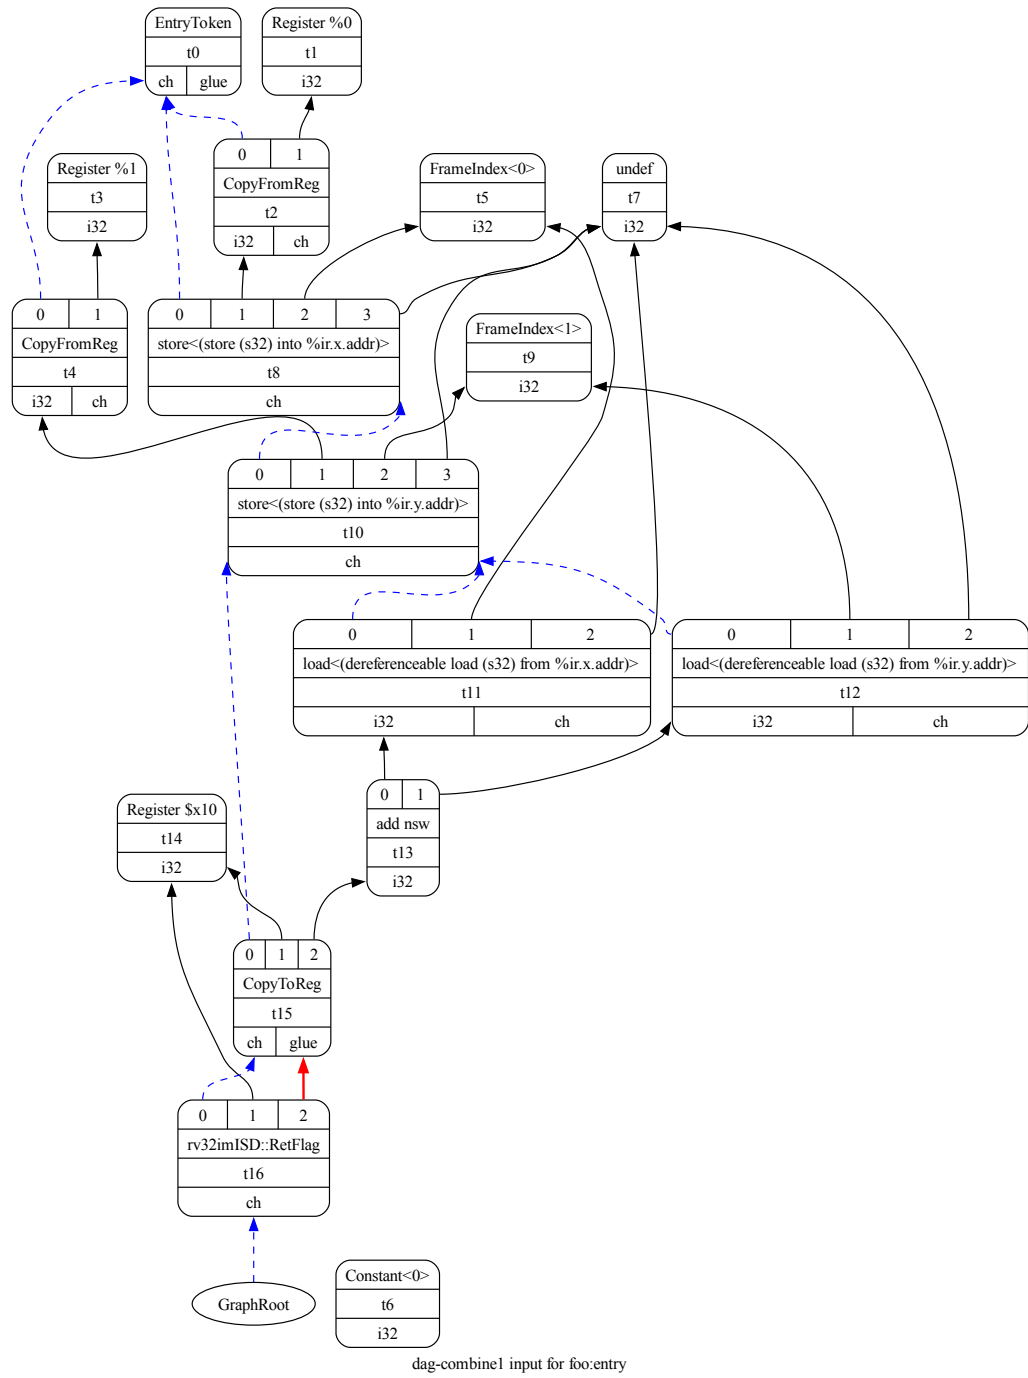 EntryToken
t0
ch glue
Register %0
t1
i32
Register %1
t3
i32
0 1
CopyFromReg
t2
i32 ch
FrameIndex<0>
t5
i32
undef
t7
i32
0 1
CopyFromReg
t4
i32 ch
0 1 2 3
store<(store (s32) into %ir.x.addr)>
t8
ch
FrameIndex<1>
t9
i32
0 1 2 3
store<(store (s32) into %ir.y.addr)>
t10
ch
0 1 2
load<(dereferenceable load (s32) from %ir.x.addr)>
t11
i32 ch
0 1 2
load<(dereferenceable load (s32) from %ir.y.addr)>
t12
i32 ch
Register $x10
t14
i32
0 1
add nsw
t13
i32
0 1 2
CopyToReg
t15
ch glue
0 1 2
rv32imISD::RetFlag
t16
ch
GraphRoot
Constant<0>
t6
i32
dag-combine1 input for foo:entry